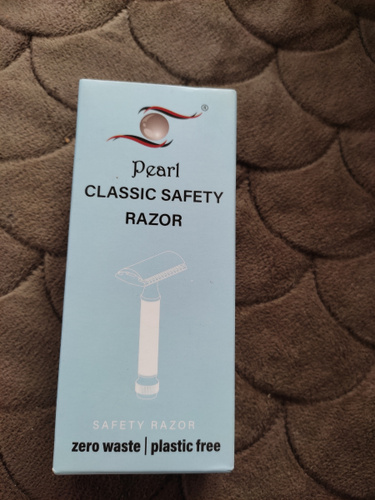 ®
Pearl
CLASSIC SAFETY
RAZOR
SAFETY RAZOR
zero waste | plastic free